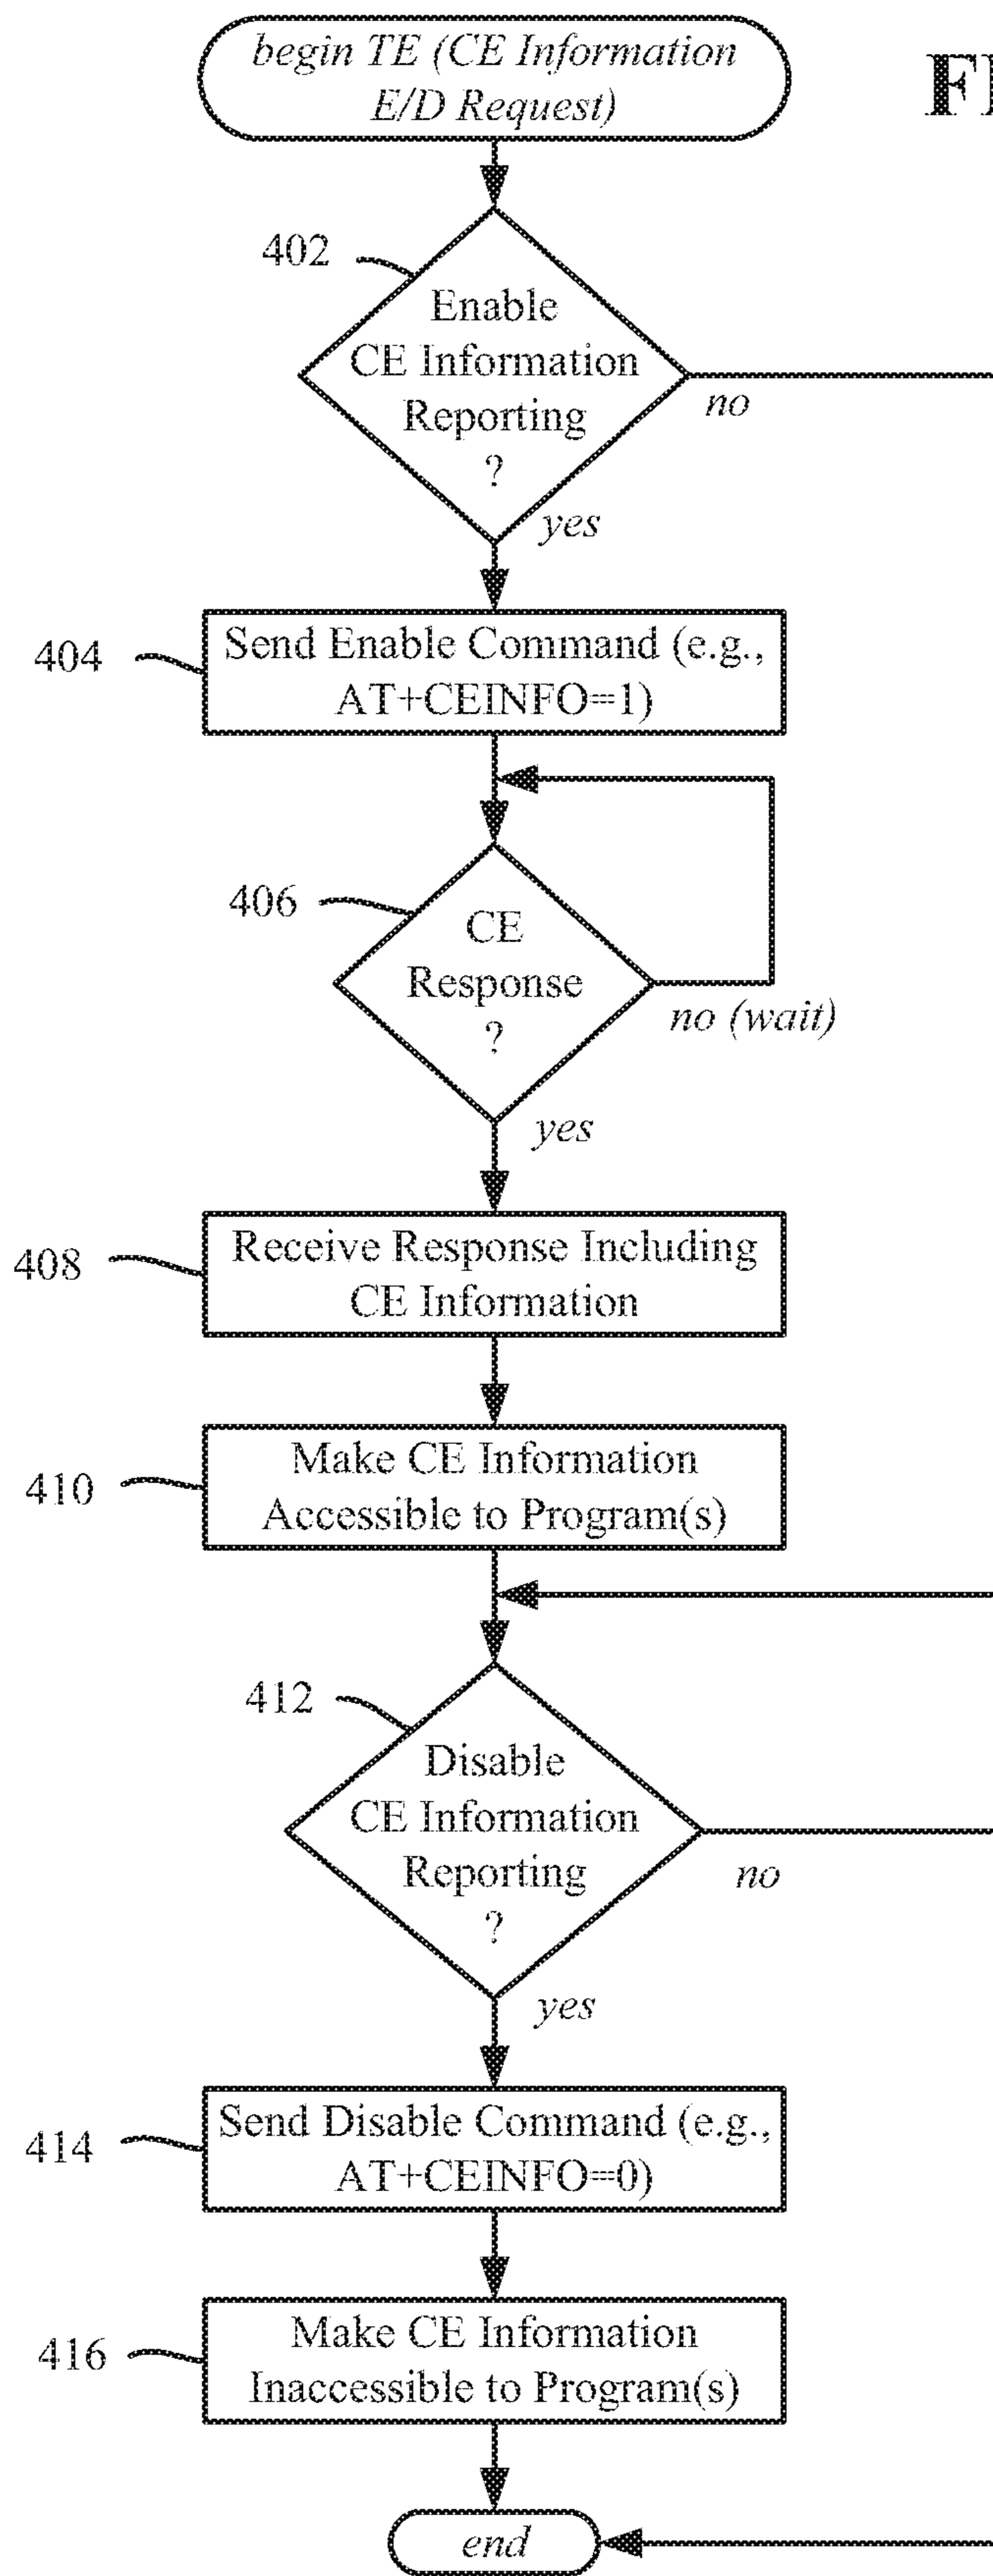 begin TE (CE Information
E/D Request)
402
Enable
CE Information
Reporting
?
no
yes
404
Send Enable Command (e.g.,
AT+CEINFO=1)
406
CE
Response
?
no (wait)
yes
408
Receive Response Including
CE Information
410
Make CE Information
Accessible to Program(s)
412
Disable
CE Information
Reporting
?
no
yes
414
Send Disable Command (e.g.,
AT+CEINFO=0)
416
Make CE Information
Inaccessible to Program(s)
end